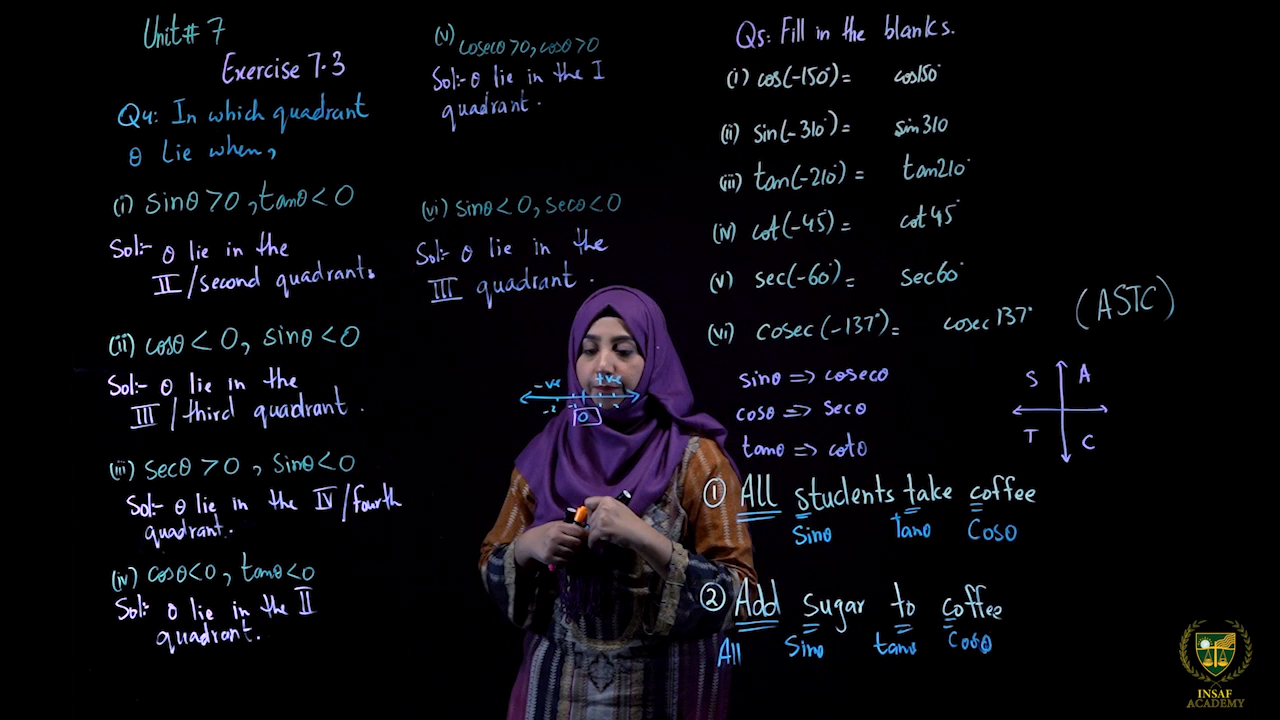 Unit# 7
Exercise 7.3
Q4: In which quadrant
θ Lie when,
(i) sinθ >0 , tanθ < 0
Sol:- θ lie in the
II/second quadrants
(ii) cosθ < 0, sinθ < 0
Sol:- θ lie in the
III/third quadrant.
(iii) secθ >0 , Sinθ <0
Sol:- θ lie in the IV/fourth
quadrant.
(iv) cosθ<0 , tanθ <0
Sol:- θ lie in the II
quadrant.
(v) cosecθ >0, cosθ >0
Sol:- θ lie in the I
quadrant.
(vi) sinθ < 0, secθ <0
Sol:- θ lie in the
III quadrant.
-ve +ve
-2 -1
0
Q5: Fill in the blanks.
(i) cos(-150°) = cos150°
(ii) sin(-310°) = sin310
(iii) tan(-210°) = tan210°
(iv) cot(-45°) = cot45°
(v) sec(-60°) = sec60°
(vi) cosec(-137°) = cosec137°
(ASTC)
sinθ => cosecθ
cosθ => secθ
tanθ => cotθ
S A
T C
① All students take coffee
Sinθ tanθ Cosθ
② Add sugar to coffee
All Sinθ tanθ Cosθ
INSAF
ACADEMY